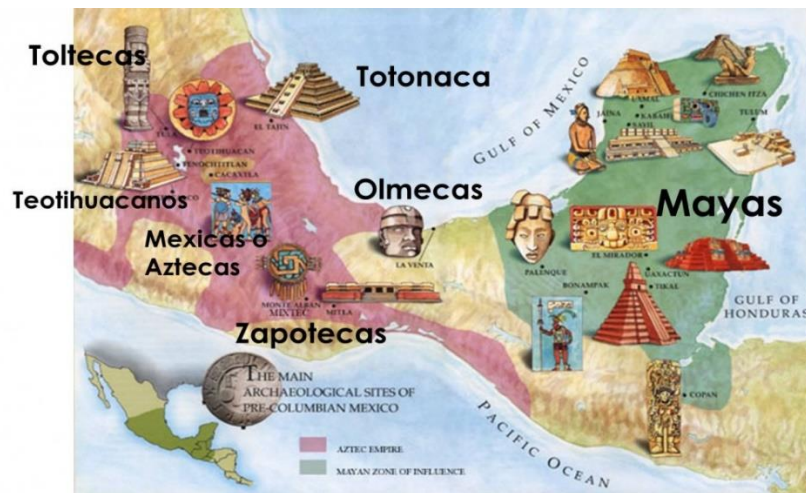 Toltecas
Totonaca
Teotihuacanos
Mexicas o
Aztecas
Olmecas
Zapotecas
Mayas
GULF OF MEXICO
TULA
EL TAJIN
TEOTIHUACAN
TENOCHTITLAN
CACAXTLA
LA VENTA
MONTE ALBAN
MIXTEC
MITLA
UXMAL
CHICHEN ITZA
JAINA
KABAH
SAYIL
TULUM
PALENQUE
EL MIRADOR
UAXACTUN
TIKAL
BONAMPAK
COPAN
GULF OF
HONDURAS
PACIFIC OCEAN
THE MAIN
ARCHAEOLOGICAL SITES OF
PRE-COLUMBIAN MEXICO
AZTEC EMPIRE
MAYAN ZONE OF INFLUENCE